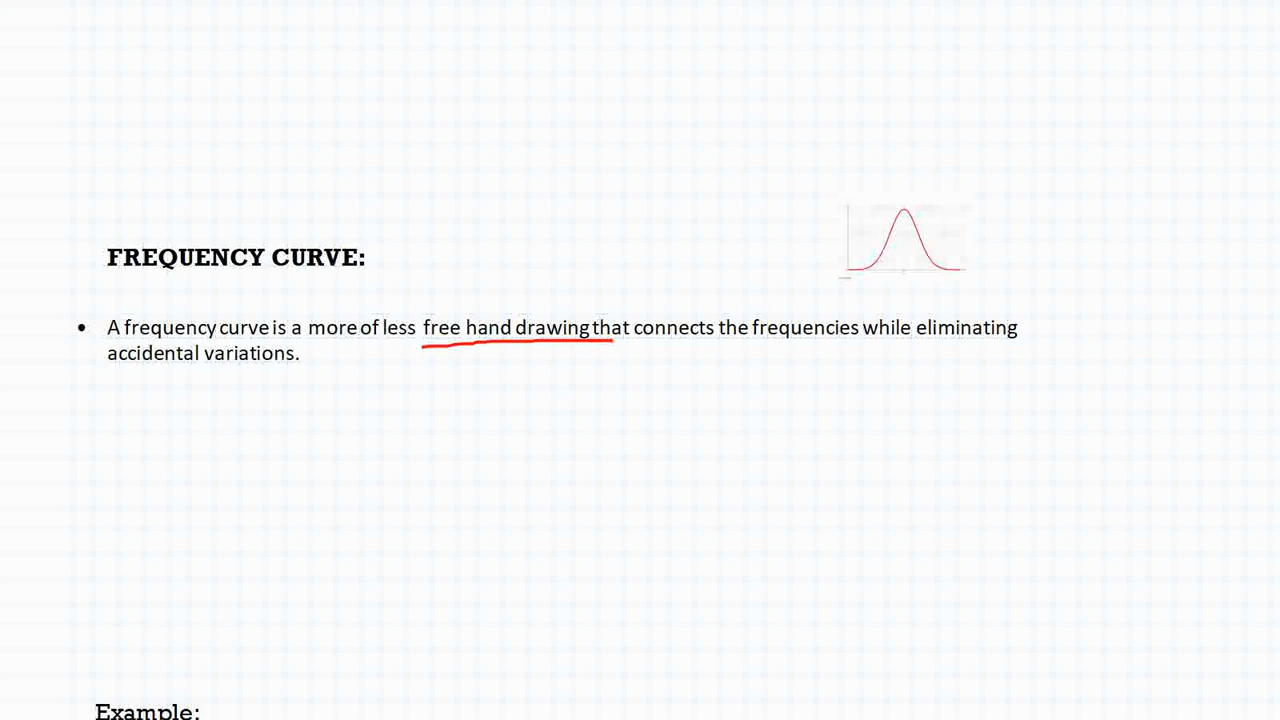 FREQUENCY CURVE:
• A frequency curve is a more of less free hand drawing that connects the frequencies while eliminating
accidental variations.
Example: